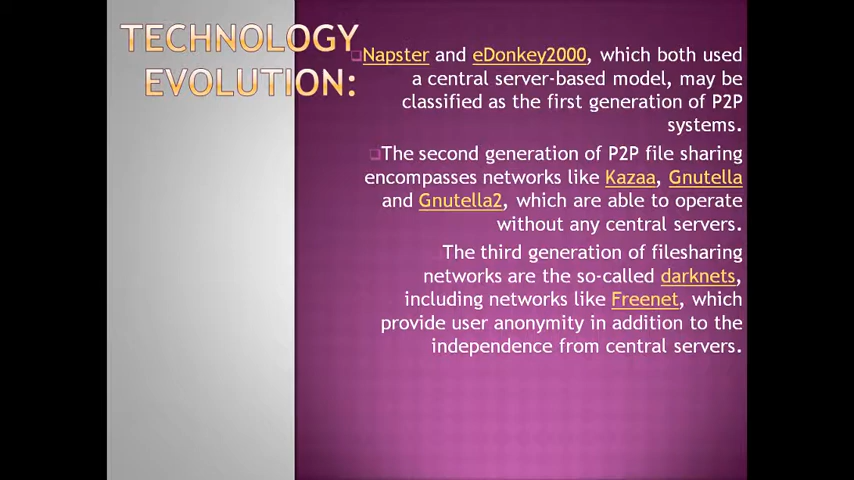 TECHNOLOGY
EVOLUTION:
Napster and eDonkey2000, which both used
a central server-based model, may be
classified as the first generation of P2P
systems.
The second generation of P2P file sharing
encompasses networks like Kazaa, Gnutella
and Gnutella2, which are able to operate
without any central servers.
The third generation of filesharing
networks are the so-called darknets,
including networks like Freenet, which
provide user anonymity in addition to the
independence from central servers.